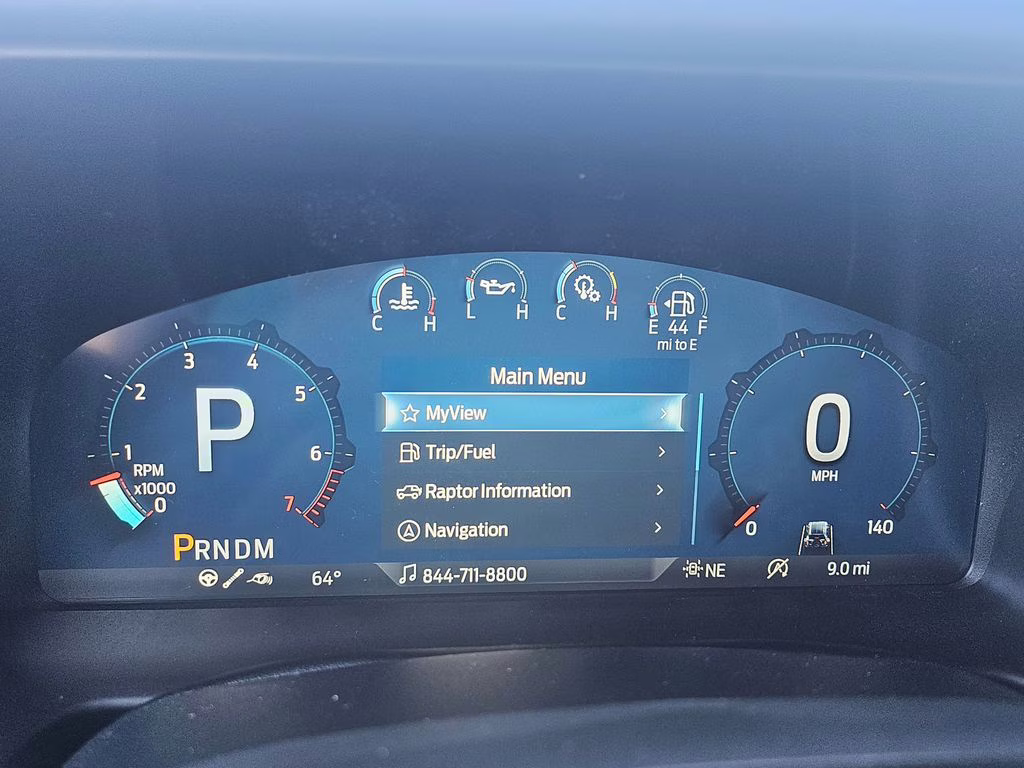 C H
L H
C H
E 44 F
mi to E
Main Menu
MyView
Trip/Fuel
Raptor Information
Navigation
P
0 1 2 3 4 5 6 7
RPM
x1000
PRNDM
0
MPH
0 140
64°
844-711-8800
NE
9.0 mi